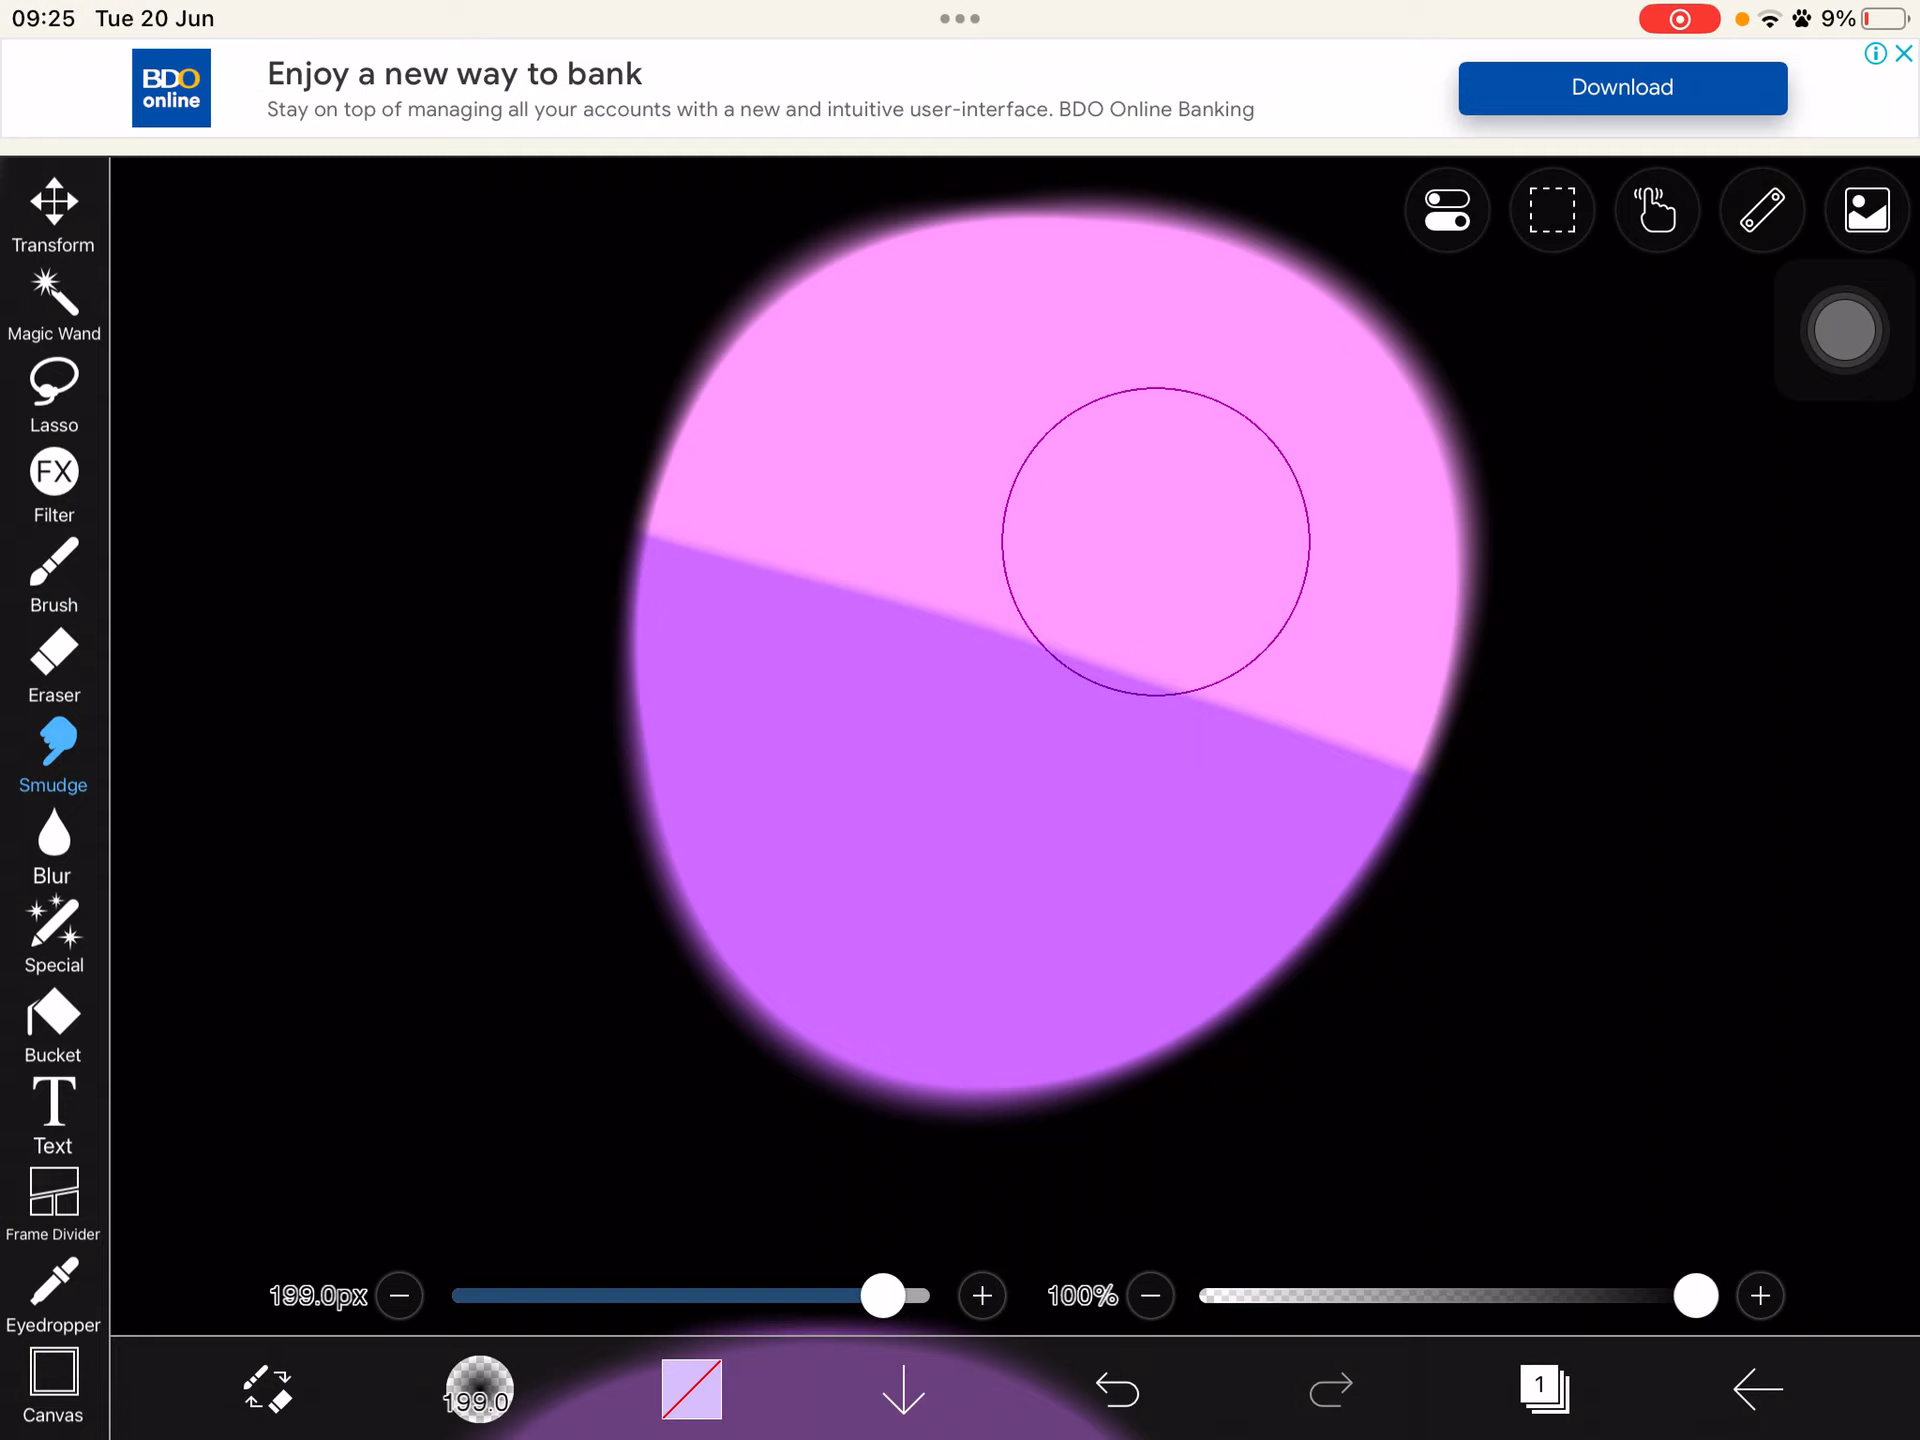 09:25 Tue 20 Jun
9%
BDO
online
Enjoy a new way to bank
Stay on top of managing all your accounts with a new and intuitive user-interface. BDO Online Banking
Download
Transform
Magic Wand
Lasso
FX
Filter
Brush
Eraser
Smudge
Blur
Special
Bucket
T
Text
Frame Divider
Eyedropper
Canvas
199.0px
100%
199.0
1